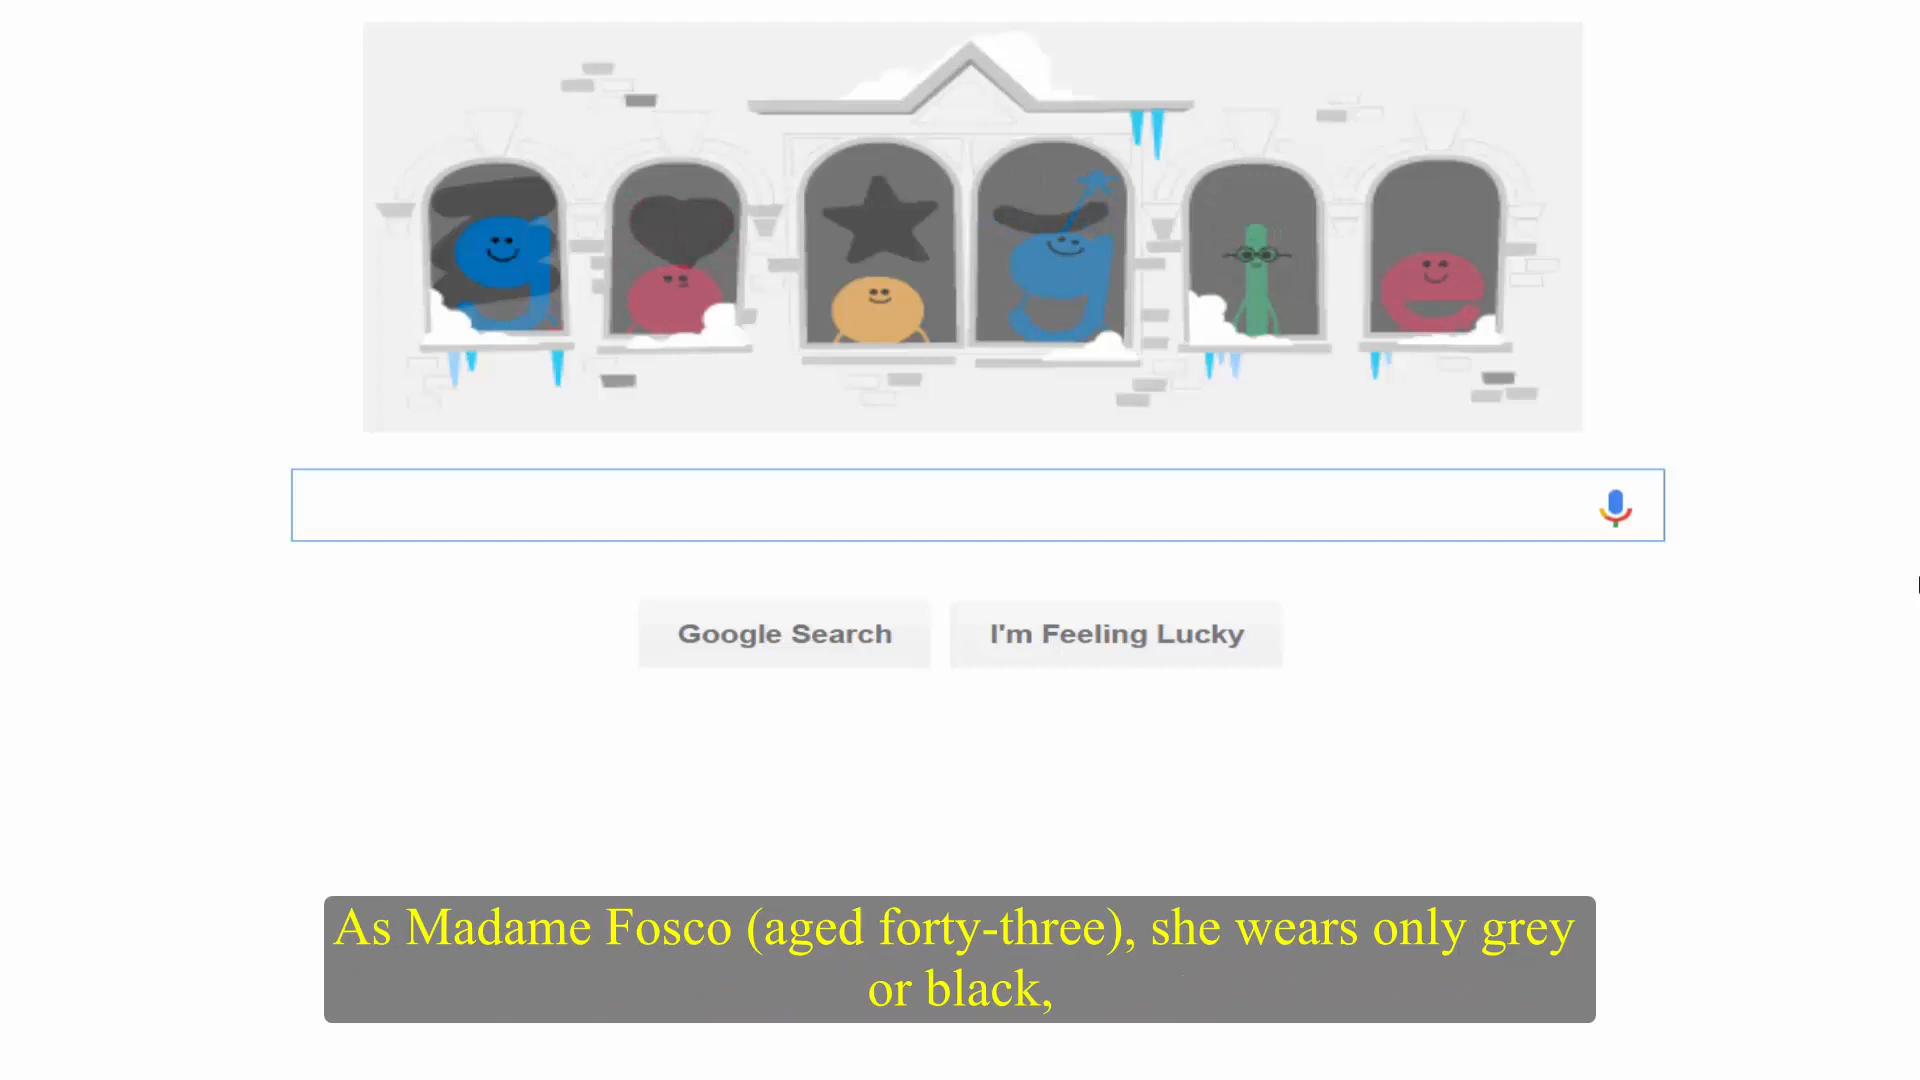 Google Search
I'm Feeling Lucky
As Madame Fosco (aged forty-three), she wears only grey
or black,